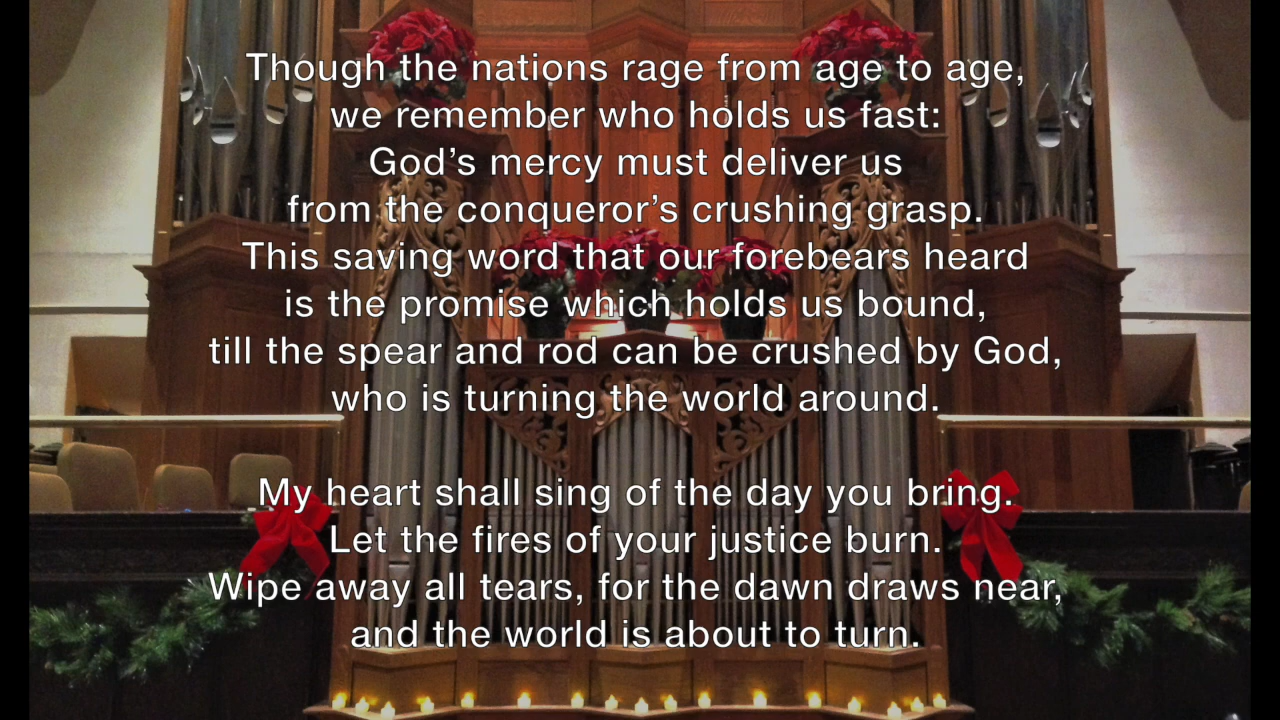 Though the nations rage from age to age,
we remember who holds us fast:
God’s mercy must deliver us
from the conqueror’s crushing grasp.
This saving word that our forebears heard
is the promise which holds us bound,
till the spear and rod can be crushed by God,
who is turning the world around.
My heart shall sing of the day you bring.
Let the fires of your justice burn.
Wipe away all tears, for the dawn draws near,
and the world is about to turn.